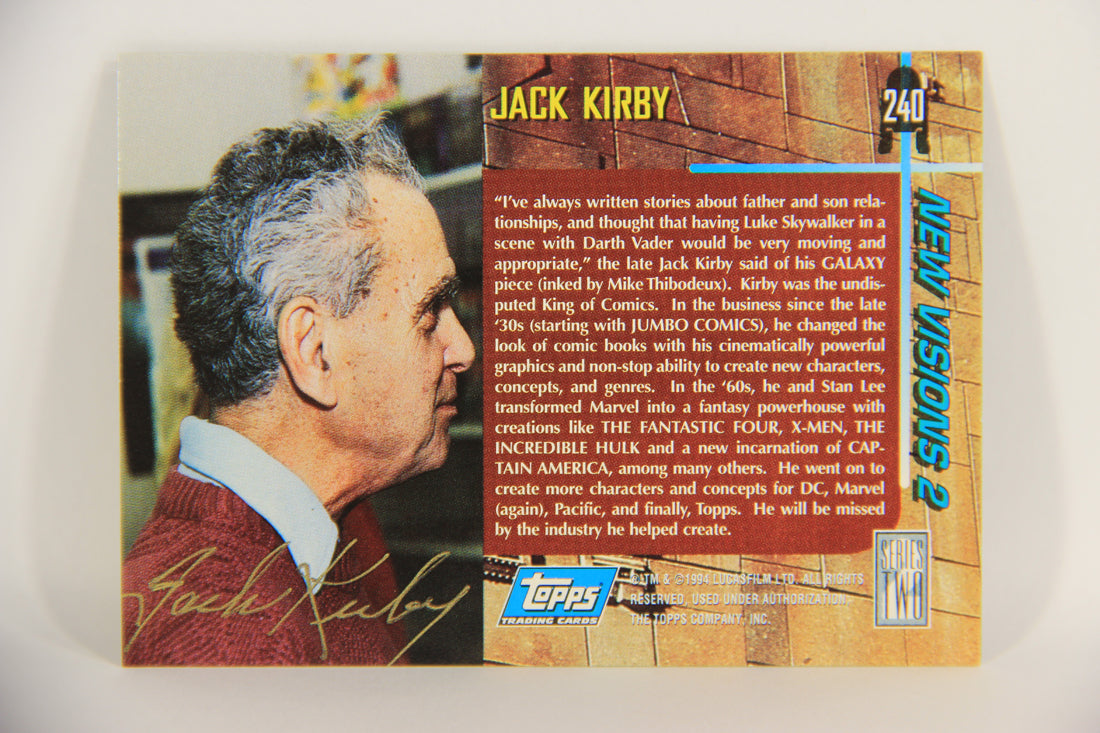 JACK KIRBY
240
"I've always written stories about father and son rela-
tionships, and thought that having Luke Skywalker in a
scene with Darth Vader would be very moving and
appropriate," the late Jack Kirby said of his GALAXY
piece (inked by Mike Thibodeux). Kirby was the undis-
puted King of Comics. In the business since the late
'30s (starting with JUMBO COMICS), he changed the
look of comic books with his cinematically powerful
graphics and non-stop ability to create new characters,
concepts, and genres. In the '60s, he and Stan Lee
transformed Marvel into a fantasy powerhouse with
creations like THE FANTASTIC FOUR, X-MEN, THE
INCREDIBLE HULK and a new incarnation of CAP-
TAIN AMERICA, among many others. He went on to
create more characters and concepts for DC, Marvel
(again), Pacific, and finally, Topps. He will be missed
by the industry he helped create.
NEW VISIONS 2
SERIES
TWO
Topps
TRADING CARDS
®TM & ©1994 LUCASFILM LTD. ALL RIGHTS
RESERVED, USED UNDER AUTHORIZATION
THE TOPPS COMPANY, INC.
Jack Kirby